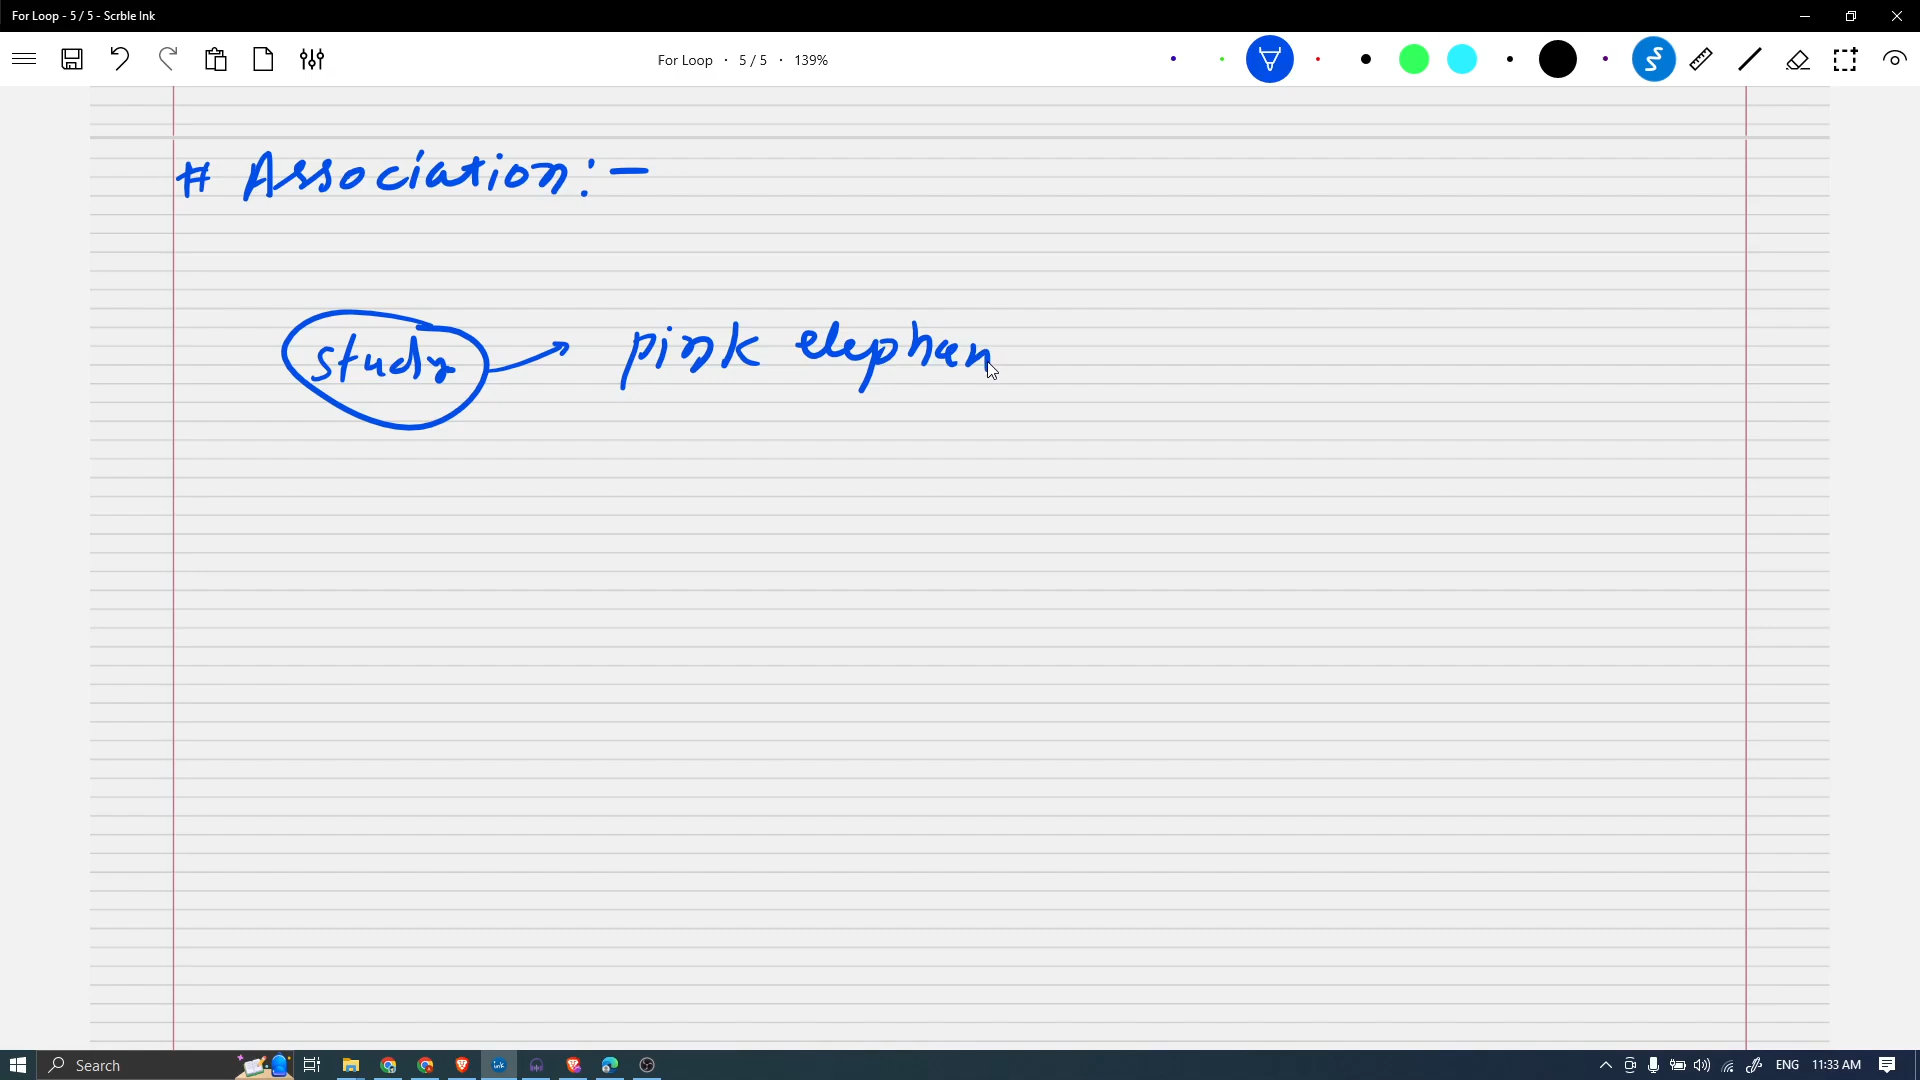 For Loop - 5 / 5 - Scrble Ink
For Loop · 5 / 5 · 139%
# Association:-
study → pink elephan
Search
ink
ENG 11:33 AM